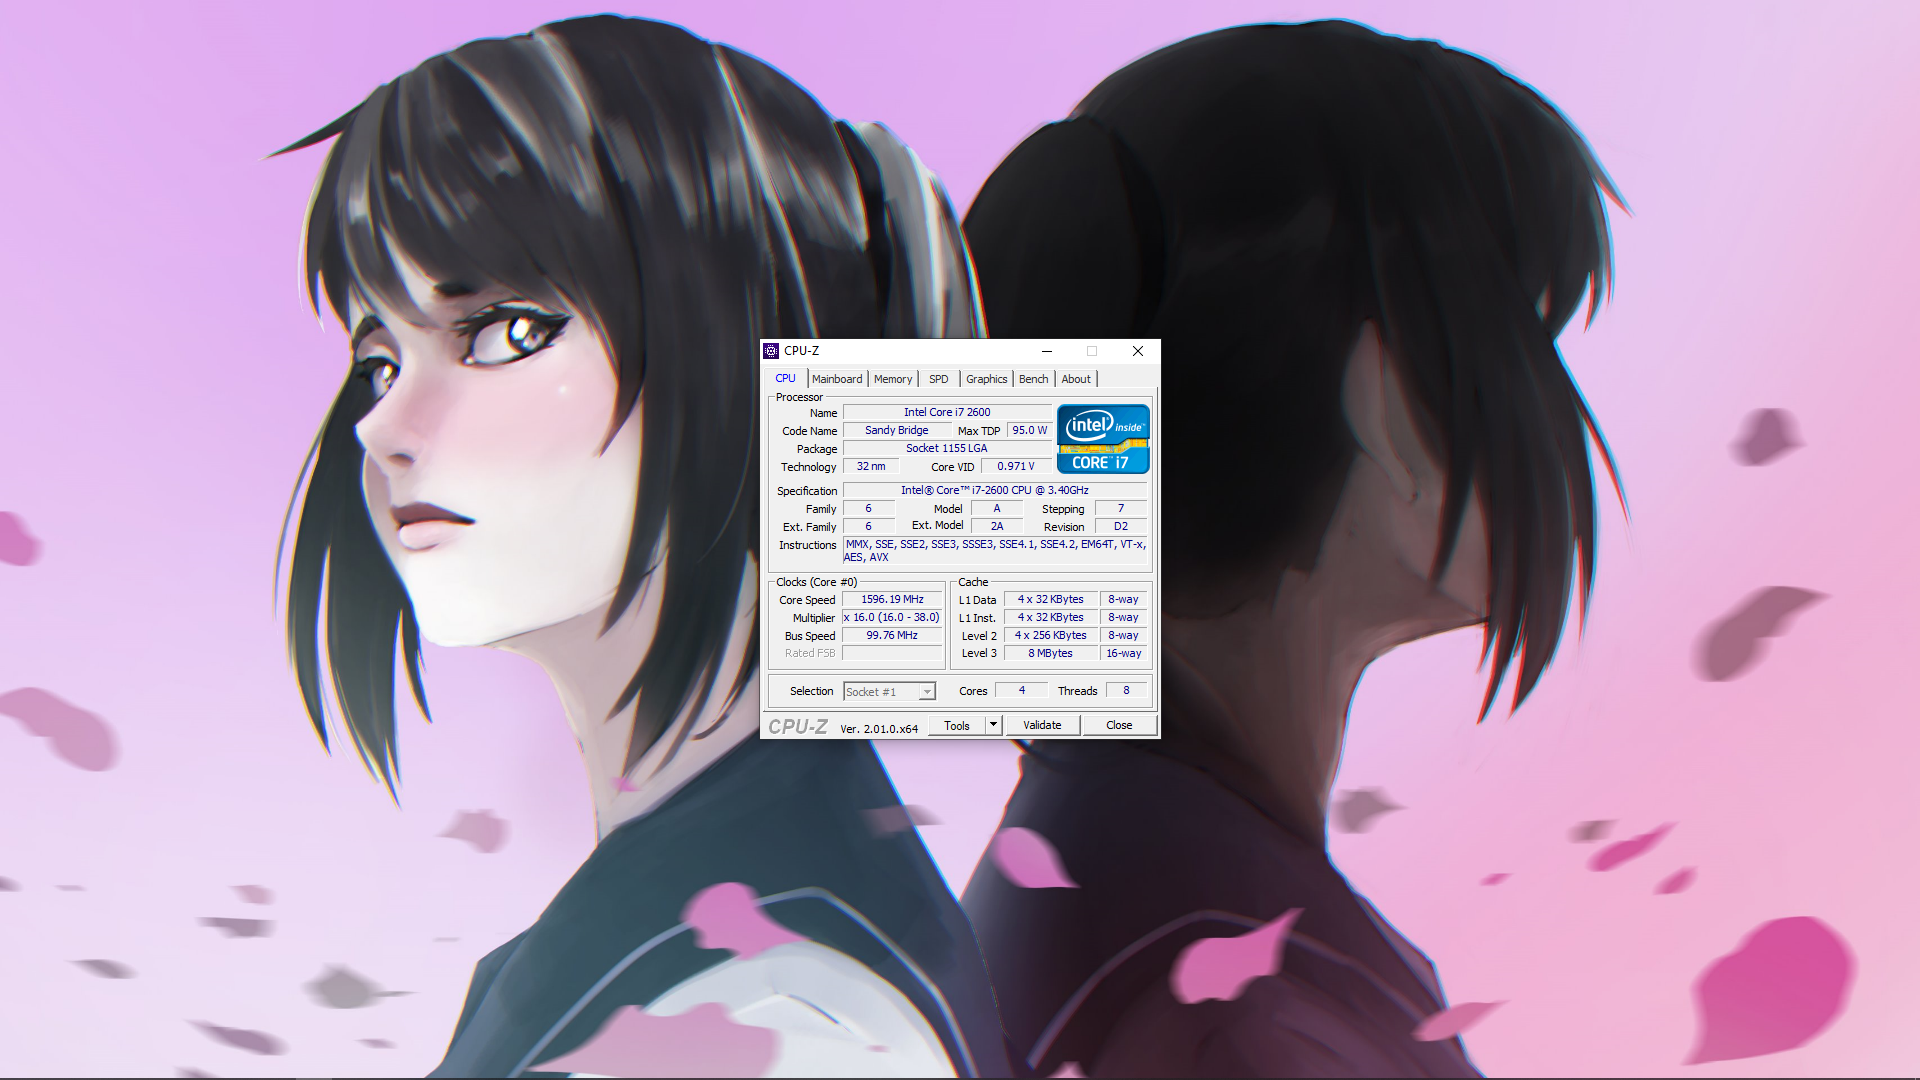 CPU-Z
CPU Mainboard Memory SPD Graphics Bench About
Processor
Name Intel Core i7 2600
Code Name Sandy Bridge Max TDP 95.0 W
Package Socket 1155 LGA
Technology 32 nm Core VID 0.971 V
intel inside™
CORE™ i7
Specification Intel® Core™ i7-2600 CPU @ 3.40GHz
Family 6 Model A Stepping 7
Ext. Family 6 Ext. Model 2A Revision D2
Instructions MMX, SSE, SSE2, SSE3, SSSE3, SSE4.1, SSE4.2, EM64T, VT-x,
AES, AVX
Clocks (Core #0)
Core Speed 1596.19 MHz
Multiplier x 16.0 (16.0 - 38.0)
Bus Speed 99.76 MHz
Rated FSB
Cache
L1 Data 4 x 32 KBytes 8-way
L1 Inst. 4 x 32 KBytes 8-way
Level 2 4 x 256 KBytes 8-way
Level 3 8 MBytes 16-way
Selection Socket #1 Cores 4 Threads 8
CPU-Z Ver. 2.01.0.x64 Tools Validate Close